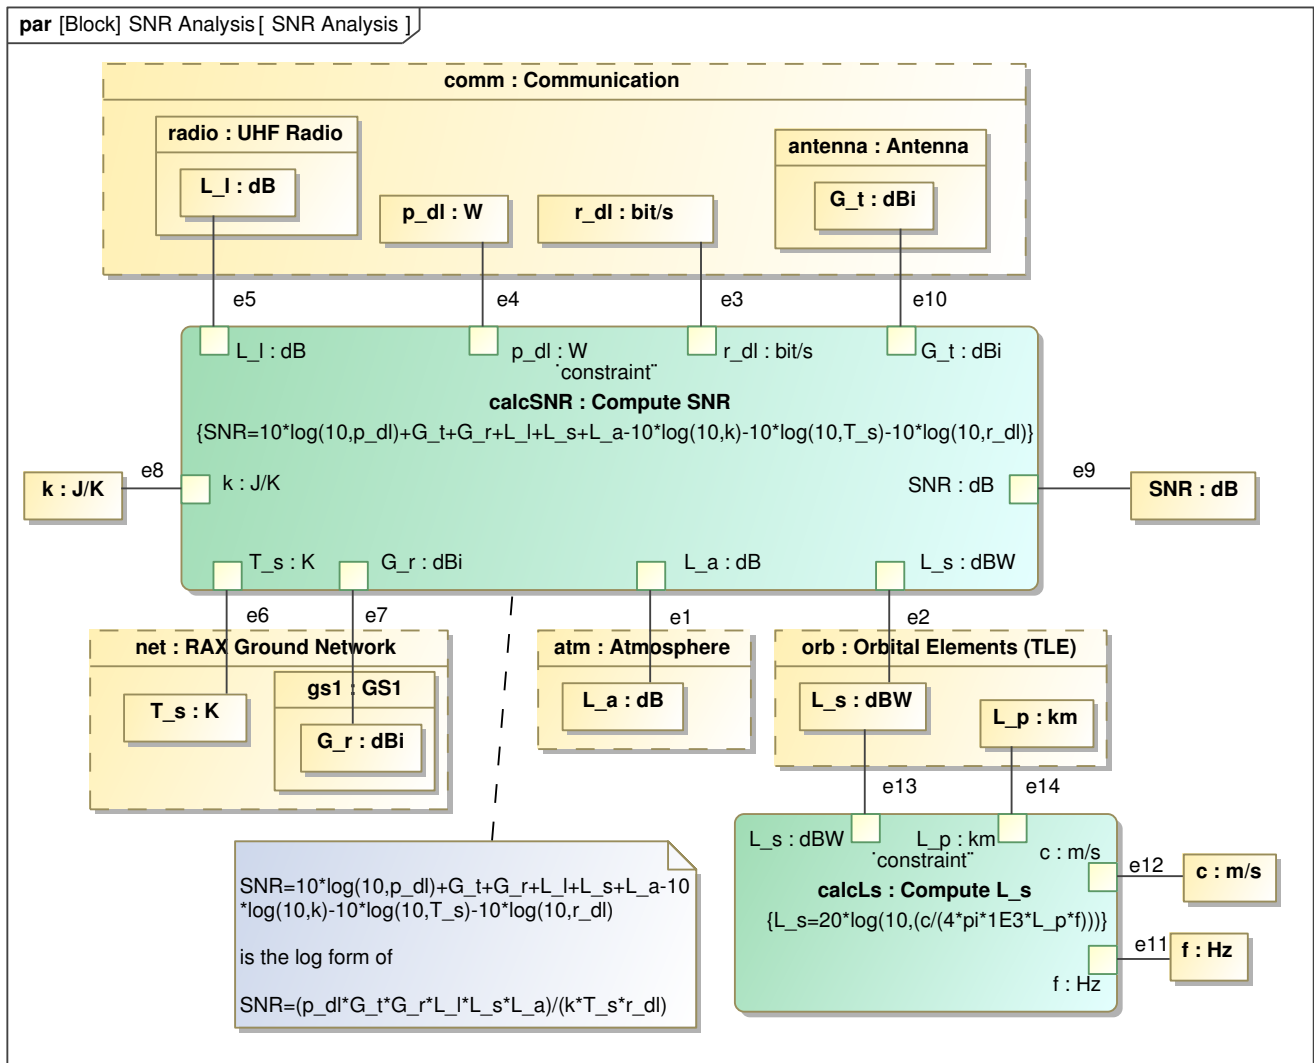 par [Block] SNR Analysis [ SNR Analysis ]
comm : Communication
radio : UHF Radio
L_l : dB
p_dl : W
r_dl : bit/s
antenna : Antenna
G_t : dBi
e5
e4
e3
e10
L_l : dB
p_dl : W
r_dl : bit/s
G_t : dBi
˙constraint¨
calcSNR : Compute SNR
{SNR=10*log(10,p_dl)+G_t+G_r+L_l+L_s+L_a-10*log(10,k)-10*log(10,T_s)-10*log(10,r_dl)}
k : J/K
e8
k : J/K
SNR : dB
e9
SNR : dB
T_s : K
G_r : dBi
L_a : dB
L_s : dBW
e6
e7
e1
e2
net : RAX Ground Network
T_s : K
gs1 : GS1
G_r : dBi
atm : Atmosphere
L_a : dB
orb : Orbital Elements (TLE)
L_s : dBW
L_p : km
e13
e14
L_s : dBW
L_p : km
c : m/s
˙constraint¨
calcLs : Compute L_s
{L_s=20*log(10,(c/(4*pi*1E3*L_p*f)))}
f : Hz
e12
c : m/s
e11
f : Hz
SNR=10*log(10,p_dl)+G_t+G_r+L_l+L_s+L_a-10
*log(10,k)-10*log(10,T_s)-10*log(10,r_dl)
is the log form of
SNR=(p_dl*G_t*G_r*L_l*L_s*L_a)/(k*T_s*r_dl)